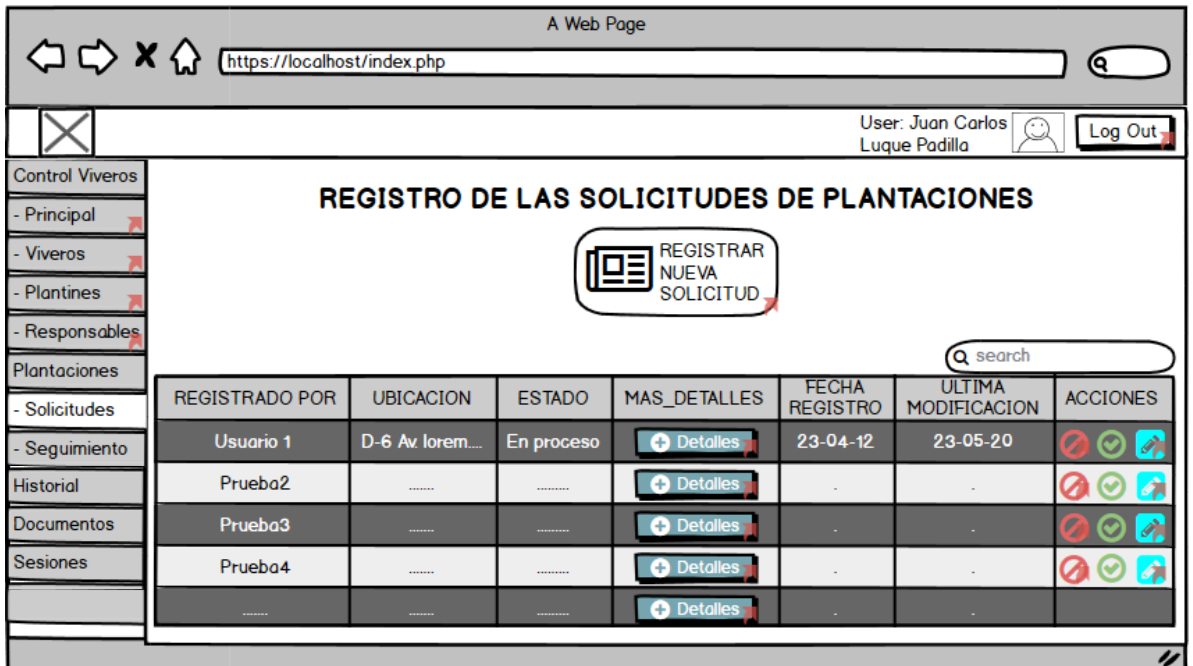 A Web Page
https://localhost/index.php
User: Juan Carlos
Luque Padilla
Log Out
Control Viveros
- Principal
- Viveros
- Plantines
- Responsables
Plantaciones
- Solicitudes
- Seguimiento
Historial
Documentos
Sesiones
REGISTRO DE LAS SOLICITUDES DE PLANTACIONES
REGISTRAR
NUEVA
SOLICITUD
search
REGISTRADO POR UBICACION ESTADO MAS_DETALLES FECHA REGISTRO ULTIMA MODIFICACION ACCIONES
Usuario 1 D-6 Av. lorem.... En proceso Detalles 23-04-12 23-05-20
Prueba2 ....... ......... Detalles . .
Prueba3 ....... ......... Detalles . .
Prueba4 ....... ......... Detalles . .
........ ....... ......... Detalles . .